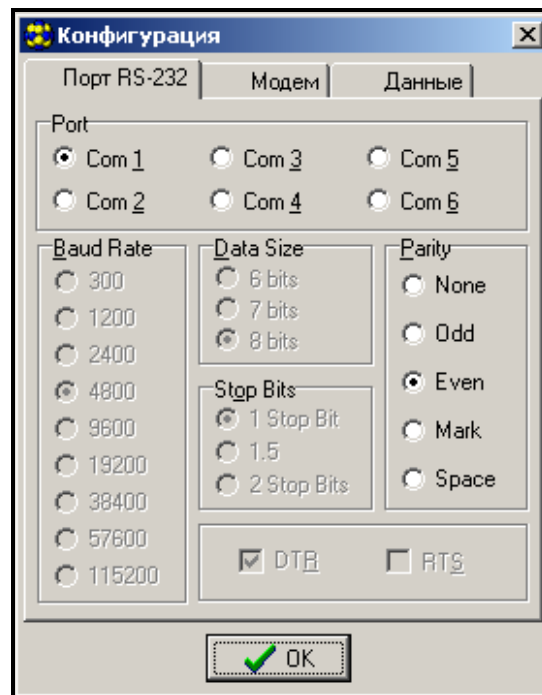 Конфигурация
Порт RS-232 Модем Данные
Port
Com 1 Com 3 Com 5
Com 2 Com 4 Com 6
Baud Rate
300
1200
2400
4800
9600
19200
38400
57600
115200
Data Size
6 bits
7 bits
8 bits
Stop Bits
1 Stop Bit
1.5
2 Stop Bits
Parity
None
Odd
Even
Mark
Space
DTR RTS
OK